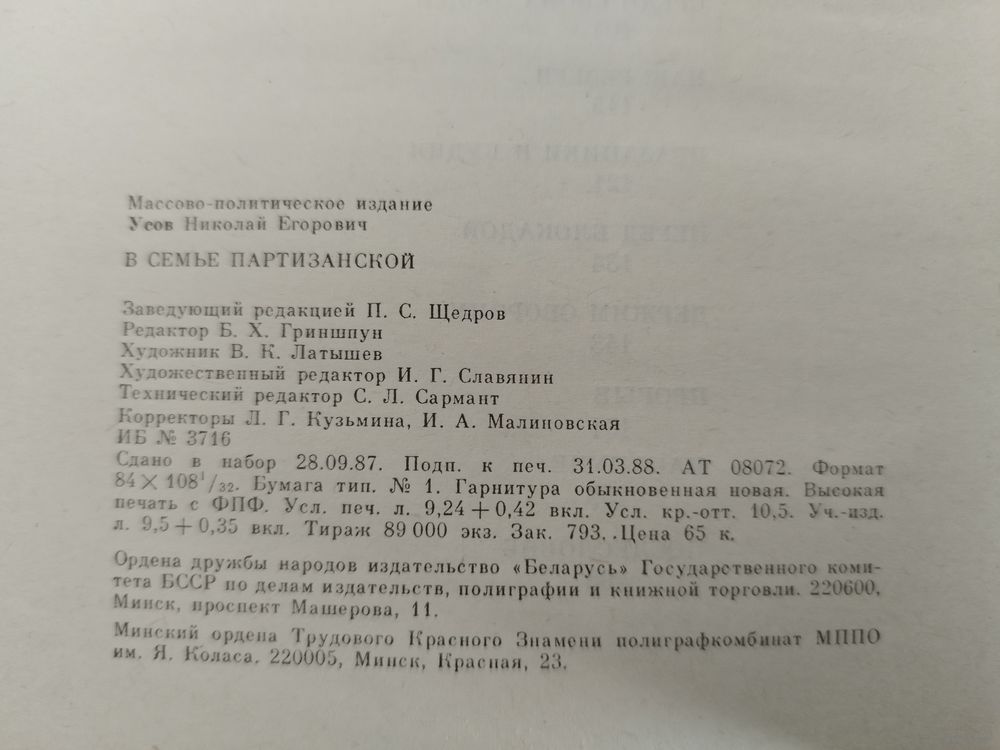 Массово-политическое издание
Усов Николай Егорович
В СЕМЬЕ ПАРТИЗАНСКОЙ
Заведующий редакцией П. С. Щедров
Редактор Б. Х. Гриншпун
Художник В. К. Латышев
Художественный редактор И. Г. Славянин
Технический редактор С. Л. Сармант
Корректоры Л. Г. Кузьмина, И. А. Малиновская
ИБ № 3716
Сдано в набор 28.09.87. Подп. к печ. 31.03.88. АТ 08072. Формат
84×108¹/₃₂. Бумага тип. № 1. Гарнитура обыкновенная новая. Высокая
печать с ФПФ. Усл. печ. л. 9,24+0,42 вкл. Усл. кр.-отт. 10,5. Уч.-изд.
л. 9,5+0,35 вкл. Тираж 89 000 экз. Зак. 793. Цена 65 к.
Ордена дружбы народов издательство «Беларусь» Государственного коми-
тета БССР по делам издательств, полиграфии и книжной торговли. 220600,
Минск, проспект Машерова, 11.
Минский ордена Трудового Красного Знамени полиграфкомбинат МППО
им. Я. Коласа. 220005, Минск, Красная, 23.